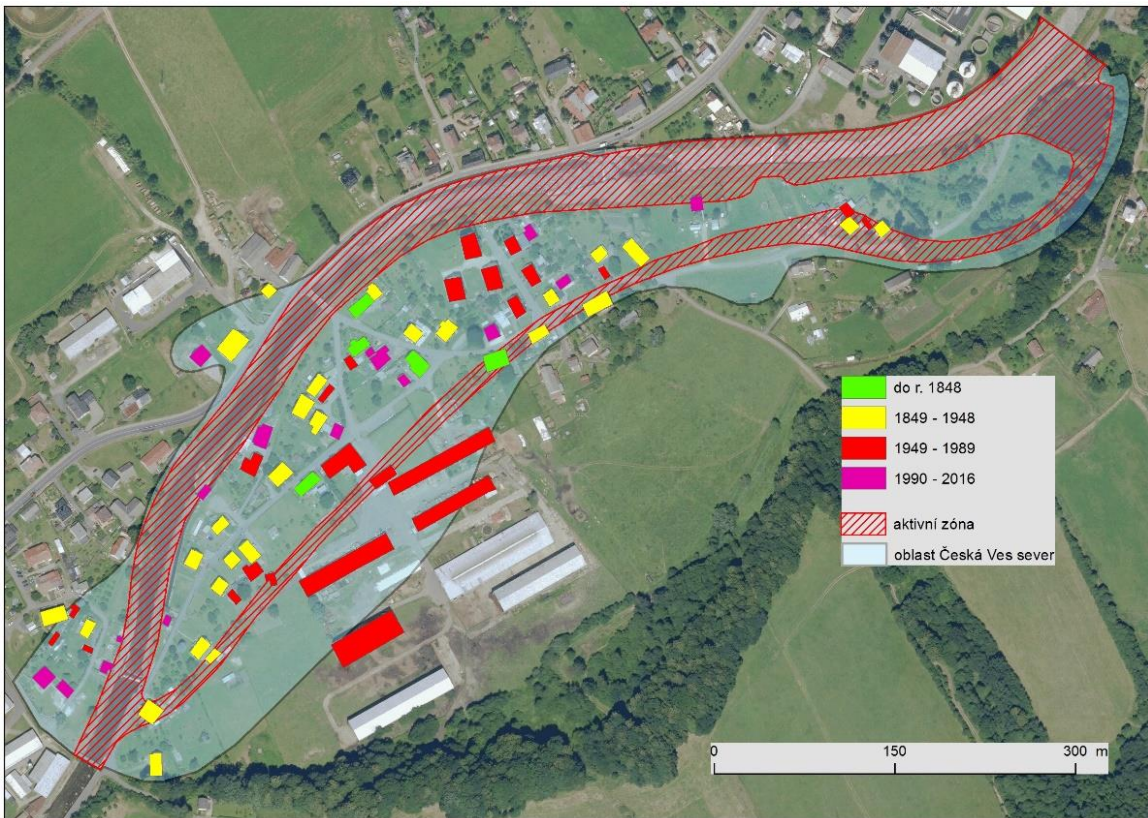 do r. 1848
1849 - 1948
1949 - 1989
1990 - 2016
aktivní zóna
oblast Česká Ves sever
0 150 300 m